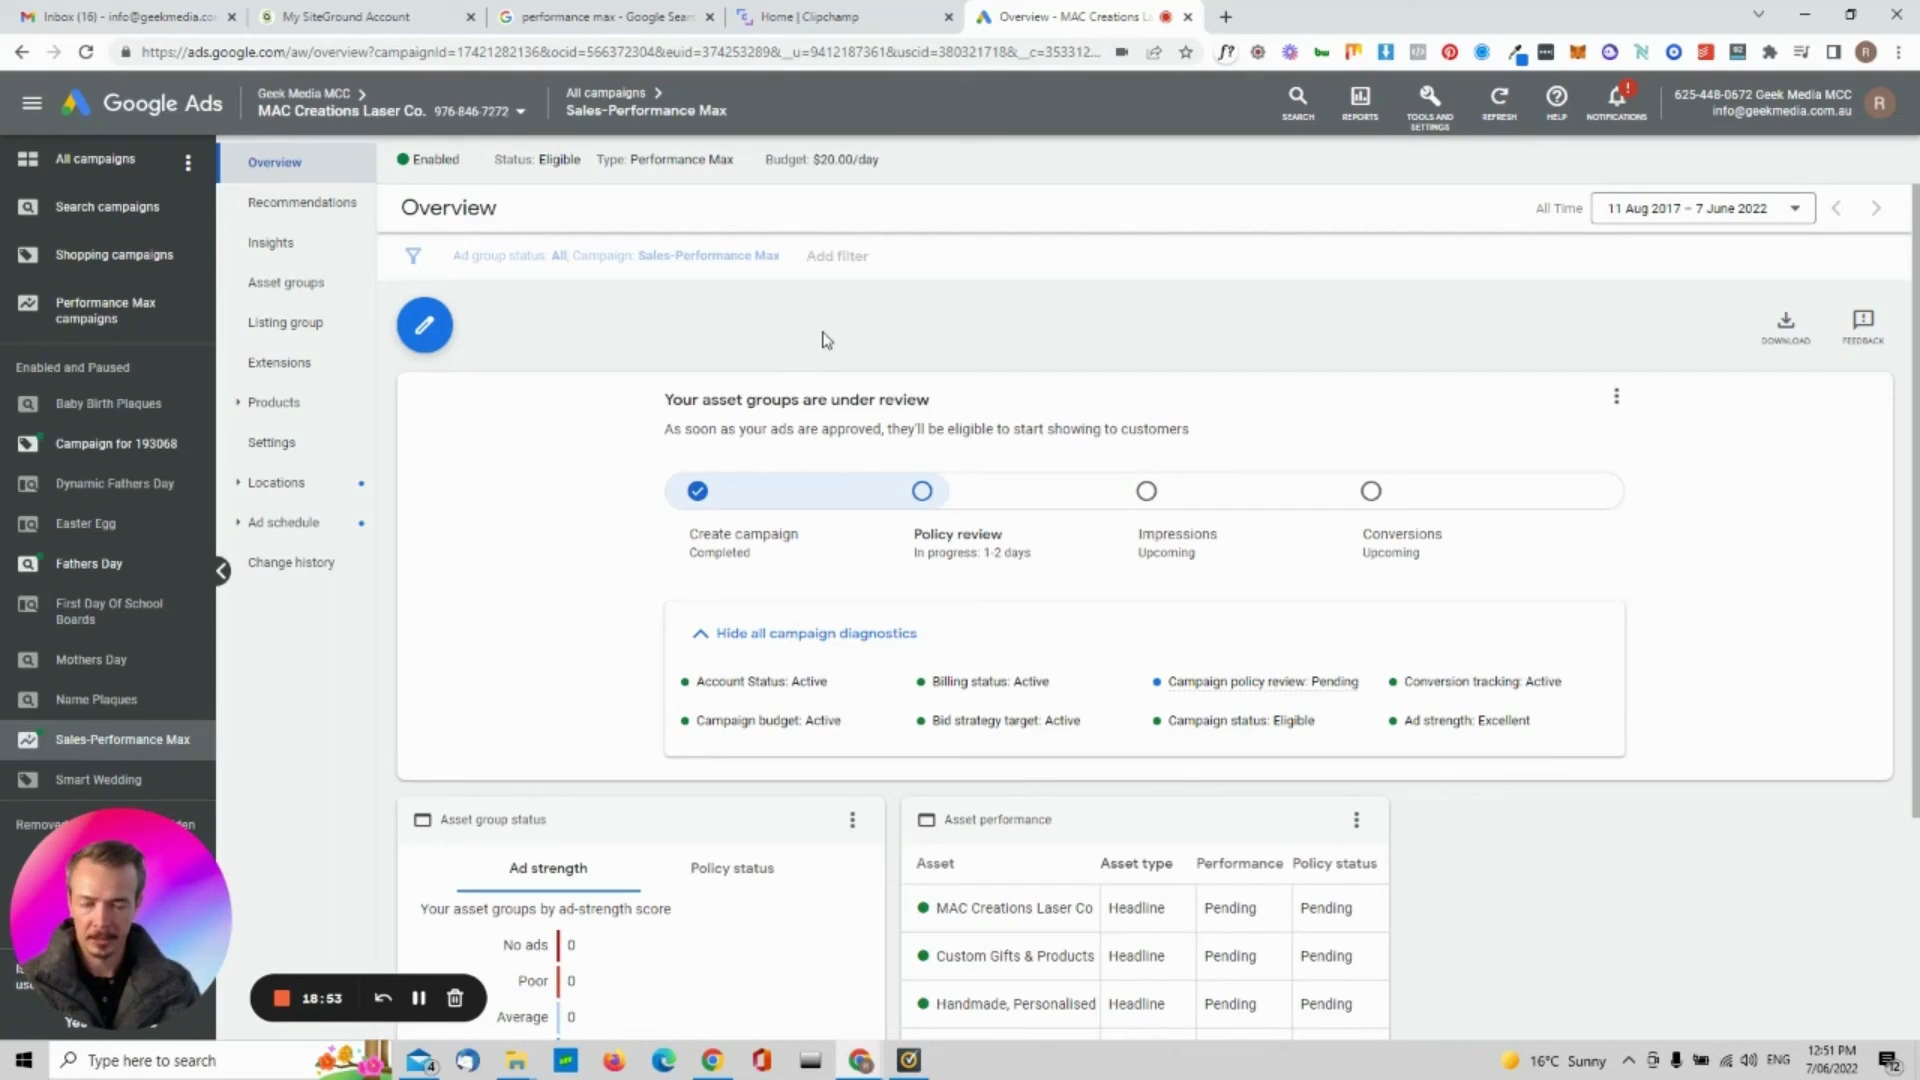 Inbox (16) - info@geekmedia.co
My SiteGround Account
performance max - Google Sear
Home | Clipchamp
Overview - MAC Creations La
https://ads.google.com/aw/overview?campaignId=17421282136&ocid=566372304&euid=374253289&__u=9412187361&uscid=380321718&__c=353312...
Google Ads
Geek Media MCC
MAC Creations Laser Co. 976-846-7272
All campaigns
Sales-Performance Max
SEARCH
REPORTS
TOOLS AND SETTINGS
REFRESH
HELP
NOTIFICATIONS
625-448-0672 Geek Media MCC
info@geekmedia.com.au
R
All campaigns
Search campaigns
Shopping campaigns
Performance Max
campaigns
Enabled and Paused
Baby Birth Plaques
Campaign for 193068
Dynamic Fathers Day
Easter Egg
Fathers Day
First Day Of School
Boards
Mothers Day
Name Plaques
Sales-Performance Max
Smart Wedding
Overview
Recommendations
Insights
Asset groups
Listing group
Extensions
Products
Settings
Locations
Ad schedule
Change history
Enabled
Status: Eligible
Type: Performance Max
Budget: $20.00/day
Overview
All Time
11 Aug 2017 – 7 June 2022
Ad group status: All, Campaign: Sales-Performance Max
Add filter
DOWNLOAD
FEEDBACK
Your asset groups are under review
As soon as your ads are approved, they'll be eligible to start showing to customers
Create campaign
Completed
Policy review
In progress: 1-2 days
Impressions
Upcoming
Conversions
Upcoming
Hide all campaign diagnostics
Account Status: Active
Billing status: Active
Campaign policy review: Pending
Conversion tracking: Active
Campaign budget: Active
Bid strategy target: Active
Campaign status: Eligible
Ad strength: Excellent
Asset group status
Ad strength
Policy status
Your asset groups by ad-strength score
No ads 0
Poor 0
Average 0
Asset performance
Asset Asset type Performance Policy status
MAC Creations Laser Co Headline Pending Pending
Custom Gifts & Products Headline Pending Pending
Handmade, Personalised Headline Pending Pending
18:53
Type here to search
4
16°C Sunny
ENG
12:51 PM
7/06/2022
12